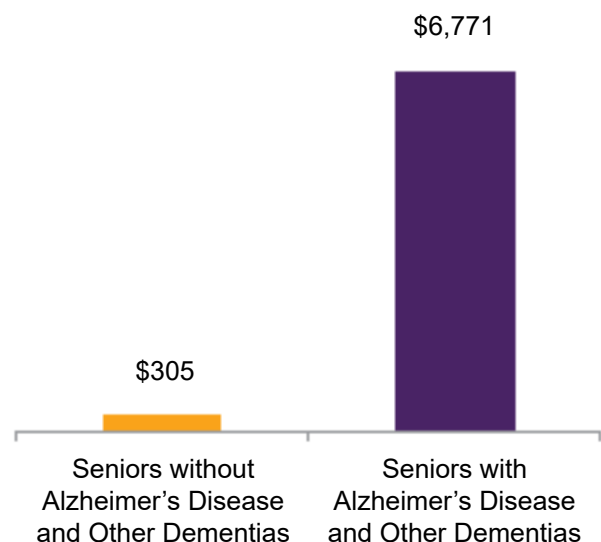 $6,771
$305
Seniors without
Alzheimer’s Disease
and Other Dementias
Seniors with
Alzheimer’s Disease
and Other Dementias